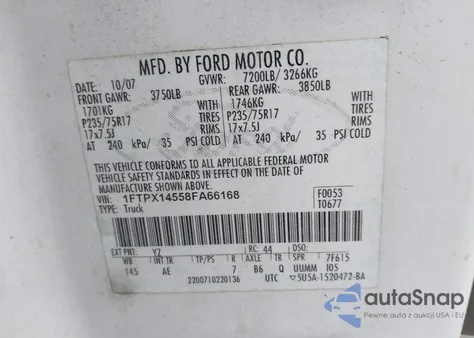 MFD. BY FORD MOTOR CO.
DATE: 10/07 GVWR: 7200LB/ 3266KG
FRONT GAWR: 3750LB REAR GAWR: 3850LB
1701KG 1746KG
P235/75R17 TIRES P235/75R17 TIRES
17x7.5J RIMS 17x7.5J RIMS
AT 240 kPa/ 35 PSI COLD AT 240 kPa/ 35 PSI COLD
THIS VEHICLE CONFORMS TO ALL APPLICABLE FEDERAL MOTOR
VEHICLE SAFETY STANDARDS IN EFFECT ON THE DATE OF
MANUFACTURE SHOWN ABOVE.
VIN: 1FTPX14558FA66168 F0053
TYPE: Truck T0677
EXT PNT: Y7 RC: 44 DSO:
WB INT TR TP/PS R AXLE TR SPR 7F615
145 AE 7 B6 Q UUMM I05
2200710220136 UTC 5U5A-1520472-BA
autoSnap
Pewne auto z aukcji USA i EU